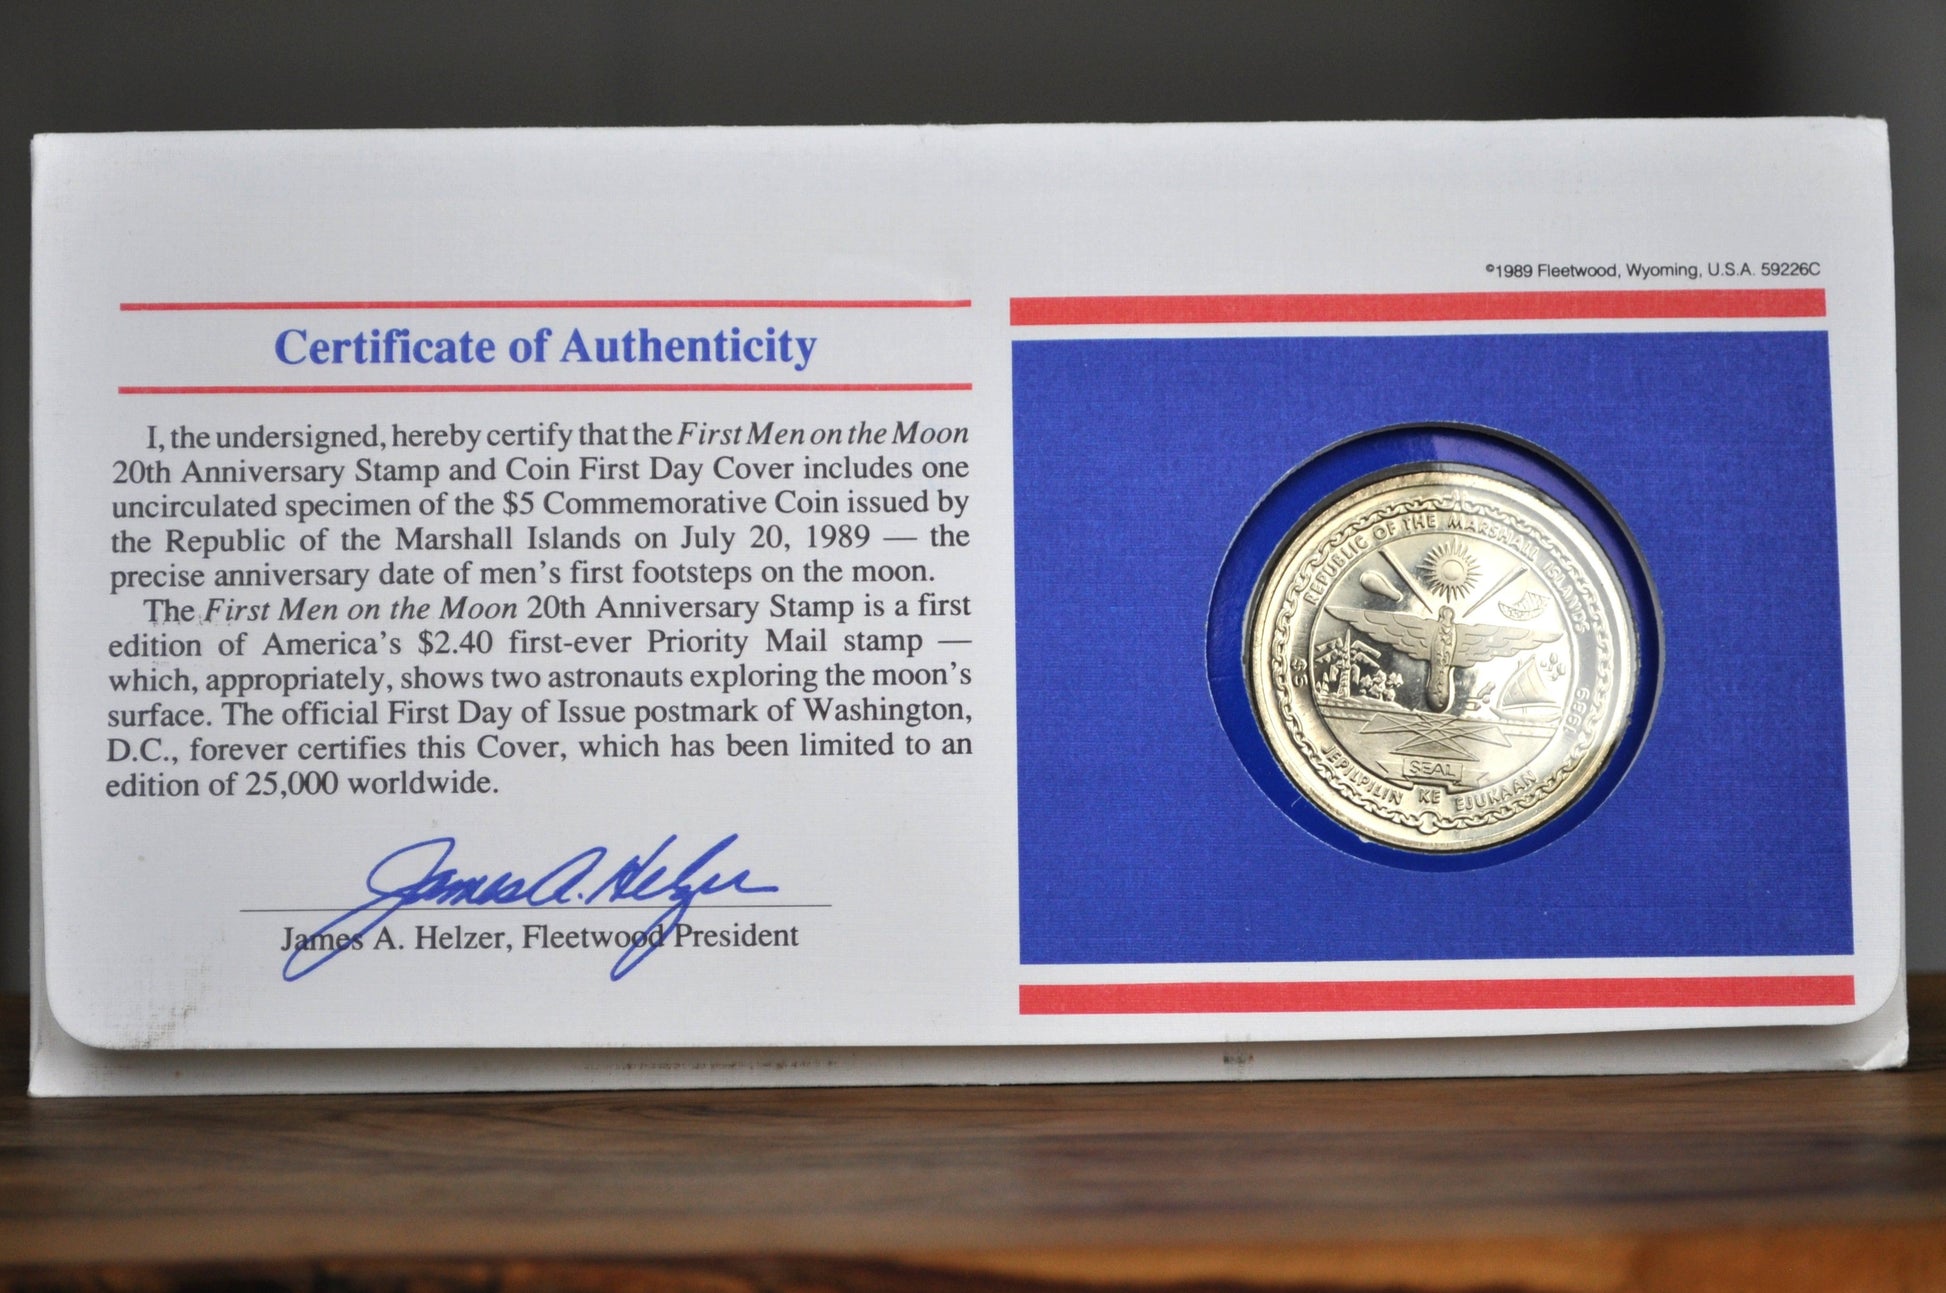 ©1989 Fleetwood, Wyoming, U.S.A. 59226C
Certificate of Authenticity
I, the undersigned, hereby certify that the First Men on the Moon
20th Anniversary Stamp and Coin First Day Cover includes one
uncirculated specimen of the $5 Commemorative Coin issued by
the Republic of the Marshall Islands on July 20, 1989 — the
precise anniversary date of men's first footsteps on the moon.
The First Men on the Moon 20th Anniversary Stamp is a first
edition of America's $2.40 first-ever Priority Mail stamp —
which, appropriately, shows two astronauts exploring the moon's
surface. The official First Day of Issue postmark of Washington,
D.C., forever certifies this Cover, which has been limited to an
edition of 25,000 worldwide.
James A. Helzer
James A. Helzer, Fleetwood President
REPUBLIC OF THE MARSHALL ISLANDS
$5
1989
SEAL
JEPILPILIN KE EJUKAAN